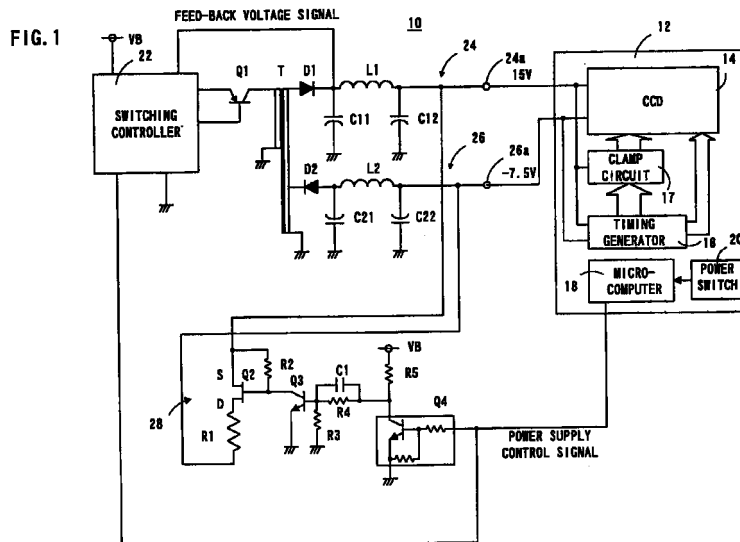 FIG. 1
VB
FEED-BACK VOLTAGE SIGNAL
10
22
SWITCHING
CONTROLLER
Q1
T
D1
L1
24
24a
15V
C11
C12
12
14
CCD
26
26a
-7.5V
D2
L2
C21
C22
CLAMP
CIRCUIT
17
TIMING
GENERATOR
16
18
MICRO-
COMPUTER
20
POWER
SWITCH
VB
R5
S
Q2
R2
D
Q3
C1
R4
R3
Q4
28
R1
POWER SUPPLY
CONTROL SIGNAL